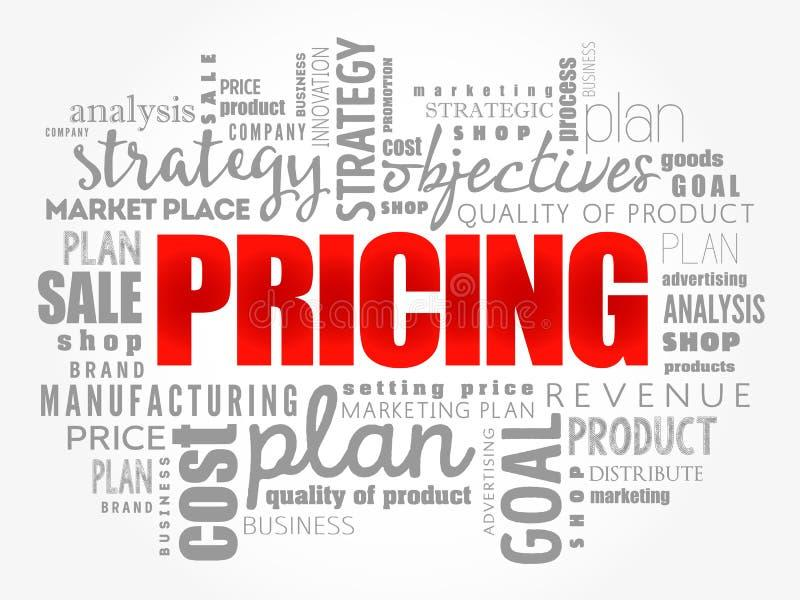 BUSINESS
SALE
PRICE
product
COMPANY
BUSINESS
INNOVATION
STRATEGY
PROMOTION
marketing
STRATEGIC
SHOP
process
plan
analysis
COMPANY
strategy
cost
objectives
goods
GOAL
MARKET PLACE
SHOP
QUALITY OF PRODUCT
PLAN
PRICING
PLAN
SALE
advertising
ANALYSIS
shop
SHOP
BRAND
products
MANUFACTURING
setting price
REVENUE
MARKETING PLAN
PRICE
COST
plan
GOAL
PRODUCT
PLAN
ADVERTISING
SHOP
DISTRIBUTE
BRAND
BUSINESS
quality of product
marketing
BUSINESS
dreamstime